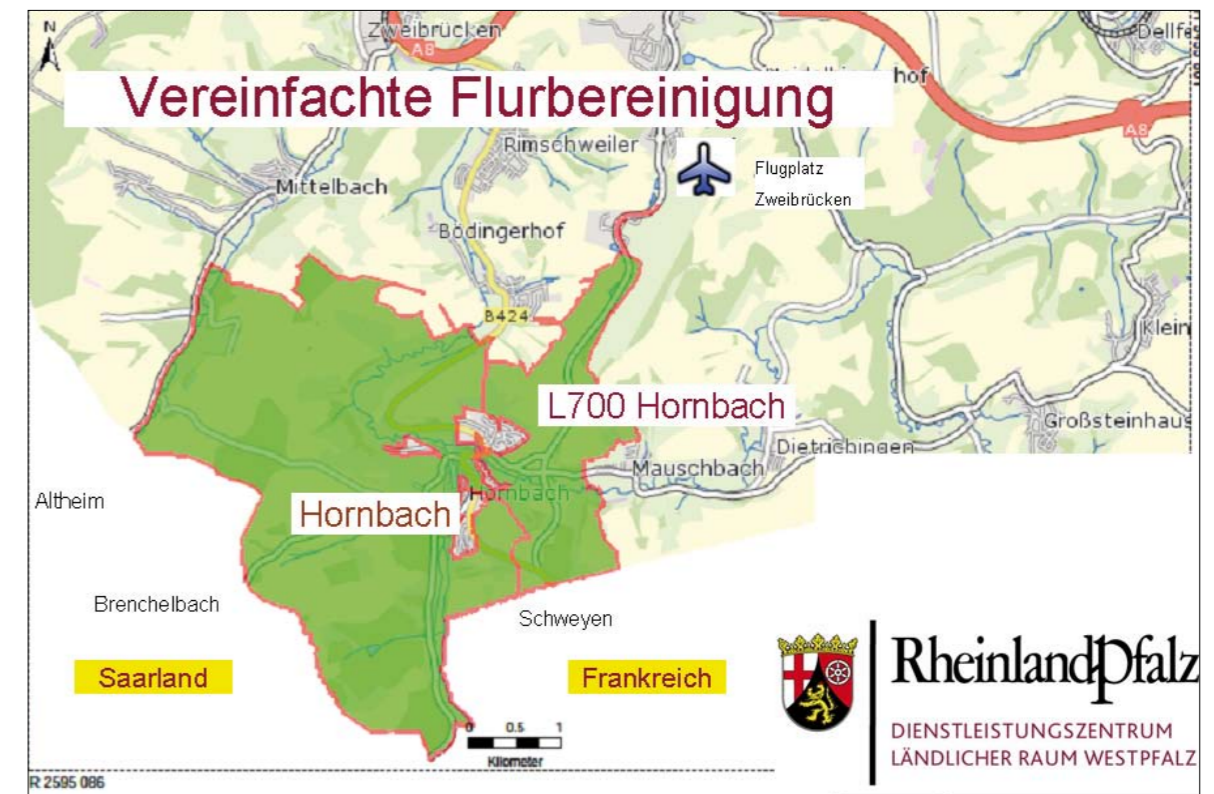 N
Zweibrücken
A8
Dellfe
hof
Vereinfachte Flurbereinigung
A8
Rimschweiler
Flugplatz
Zweibrücken
Mittelbach
Bödingerhof
B424
Klein
L700 Hornbach
Großsteinhaus
Dietrichingen
Mauschbach
Hornbach
Altheim
Hornbach
Brenchelbach
Schweyen
Saarland
Frankreich
0 0.5 1
Kilometer
RheinlandPfalz
DIENSTLEISTUNGSZENTRUM
LÄNDLICHER RAUM WESTPFALZ
R 2595 086